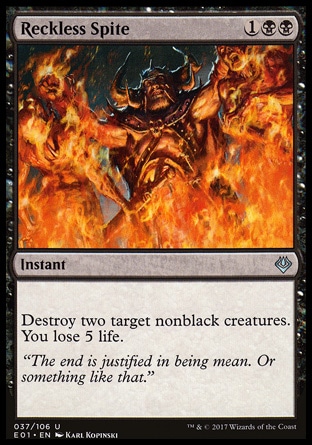 Reckless Spite 1
Instant
Destroy two target nonblack creatures.
You lose 5 life.
“The end is justified in being mean. Or
something like that.”
037/106 U
E01 • EN Karl Kopinski
™ & © 2017 Wizards of the Coast